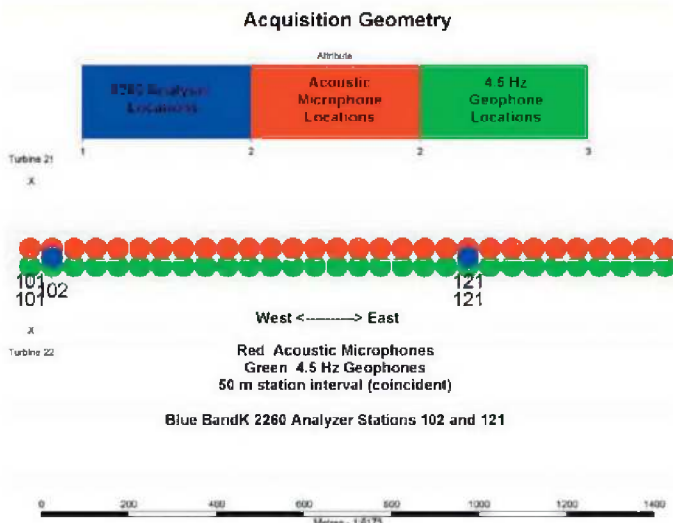 Acquisition Geometry
Attribute
2260 Analyzer
Locations
Acoustic
Microphone
Locations
4.5 Hz
Geophone
Locations
1 2 2 3
Turbine 21
X
101
101
102
121
121
X
Turbine 22
West <----------> East
Red Acoustic Microphones
Green 4.5 Hz Geophones
50 m station interval (coincident)
Blue BandK 2260 Analyzer Stations 102 and 121
0 200 400 600 800 1000 1200 1400